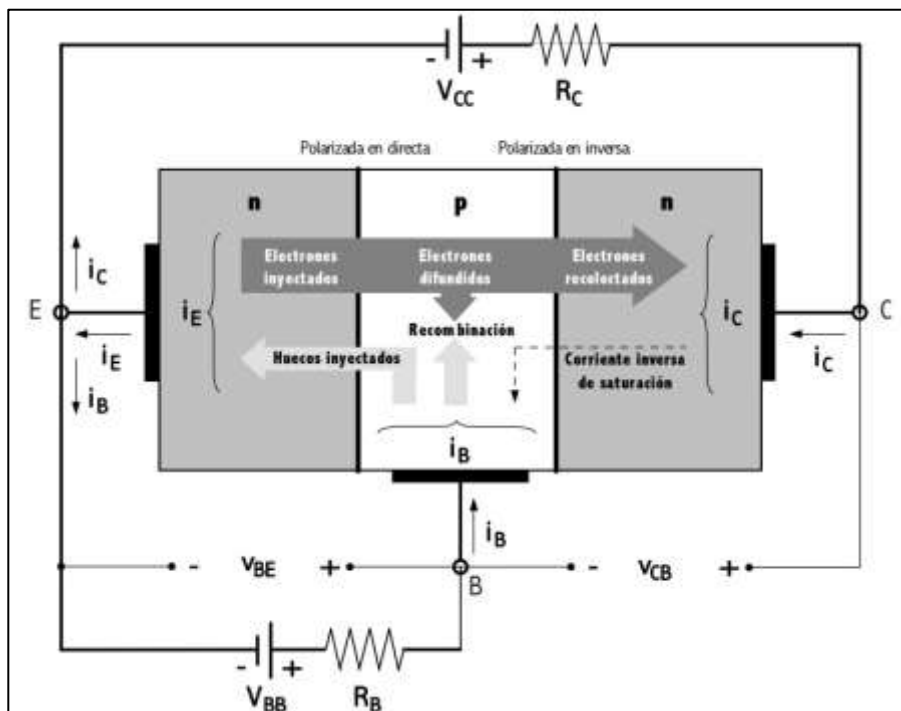 - +
V_CC
R_C
Polarizada en directa
Polarizada en inversa
n
p
n
Electrones
inyectados
Electrones
difundidos
Electrones
recolectados
i_C
E
i_E
i_E
i_B
Recombinación
Huecos inyectados
Corriente inversa
de saturación
i_C
C
i_C
i_B
i_B
- v_BE +
B
- v_CB +
- +
V_BB
R_B